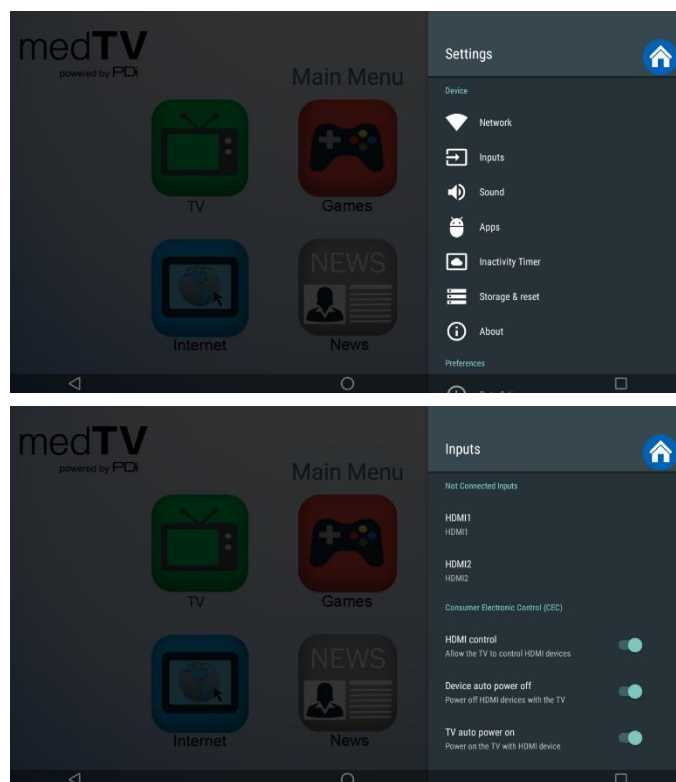 medTV
powered by PDi
Main Menu
TV
Games
NEWS
Internet
News
Settings
Device
Network
Inputs
Sound
Apps
Inactivity Timer
Storage & reset
About
Preferences
medTV
powered by PDi
Main Menu
TV
Games
NEWS
Internet
News
Inputs
Not Connected Inputs
HDMI1
HDMI1
HDMI2
HDMI2
Consumer Electronic Control (CEC)
HDMI control
Allow the TV to control HDMI devices
Device auto power off
Power off HDMI devices with the TV
TV auto power on
Power on the TV with HDMI device